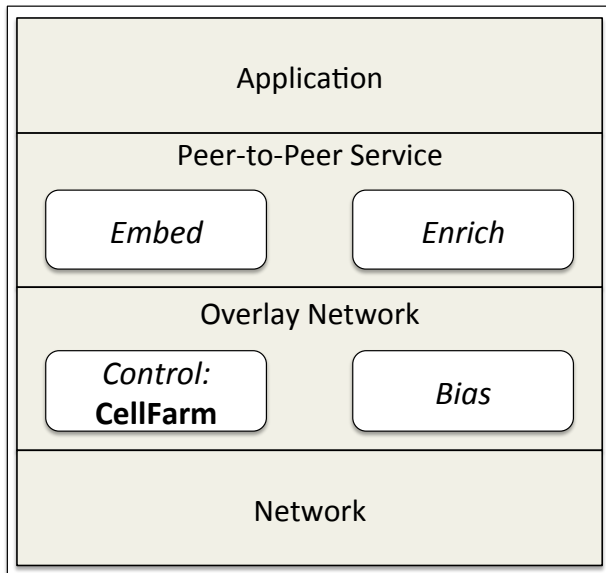 Application
Peer-to-Peer Service
Embed
Enrich
Overlay Network
Control:
CellFarm
Bias
Network